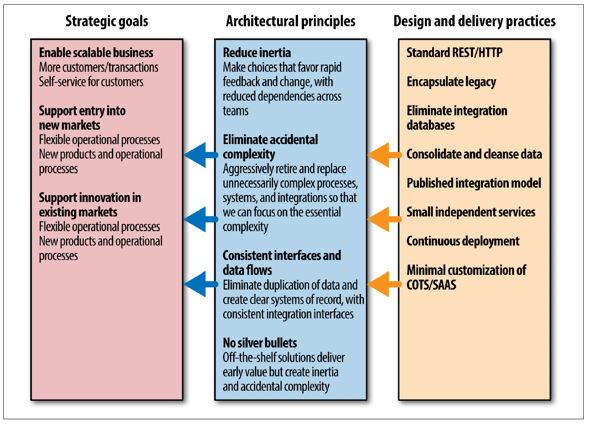 Strategic goals
Enable scalable business
More customers/transactions
Self-service for customers
Support entry into
new markets
Flexible operational processes
New products and operational
processes
Support innovation in
existing markets
Flexible operational processes
New products and operational
processes
Architectural principles
Reduce inertia
Make choices that favor rapid
feedback and change, with
reduced dependencies across
teams
Eliminate accidental
complexity
Aggressively retire and replace
unnecessarily complex processes,
systems, and integrations so that
we can focus on the essential
complexity
Consistent interfaces and
data flows
Eliminate duplication of data and
create clear systems of record, with
consistent integration interfaces
No silver bullets
Off-the-shelf solutions deliver
early value but create inertia
and accidental complexity
Design and delivery practices
Standard REST/HTTP
Encapsulate legacy
Eliminate integration
databases
Consolidate and cleanse data
Published integration model
Small independent services
Continuous deployment
Minimal customization of
COTS/SAAS